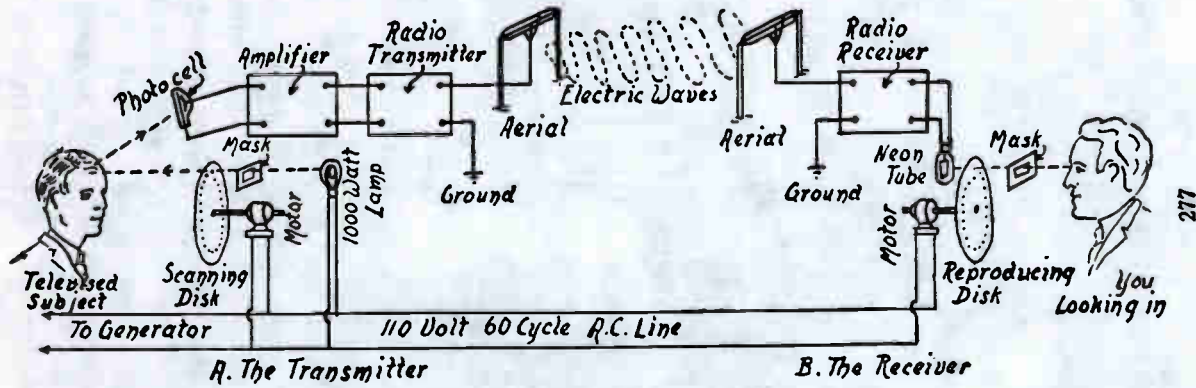 Photocell
Amplifier
Radio
Transmitter
Aerial
Electric Waves
Aerial
Radio
Receiver
Mask
1000 Watt
Lamp
Ground
Ground
Neon
Tube
Mask
Motor
Motor
Televised
Subject
Scanning
Disk
Reproducing
Disk
You
Looking in
To Generator
110 Volt 60 Cycle A.C. Line
A. The Transmitter
B. The Receiver
277